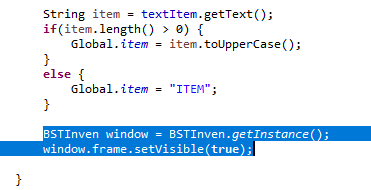 String item = textItem.getText();
if(item.length() > 0) {
Global.item = item.toUpperCase();
}
else {
Global.item = "ITEM";
}
BSTInven window = BSTInven.getInstance();
window.frame.setVisible(true);
}